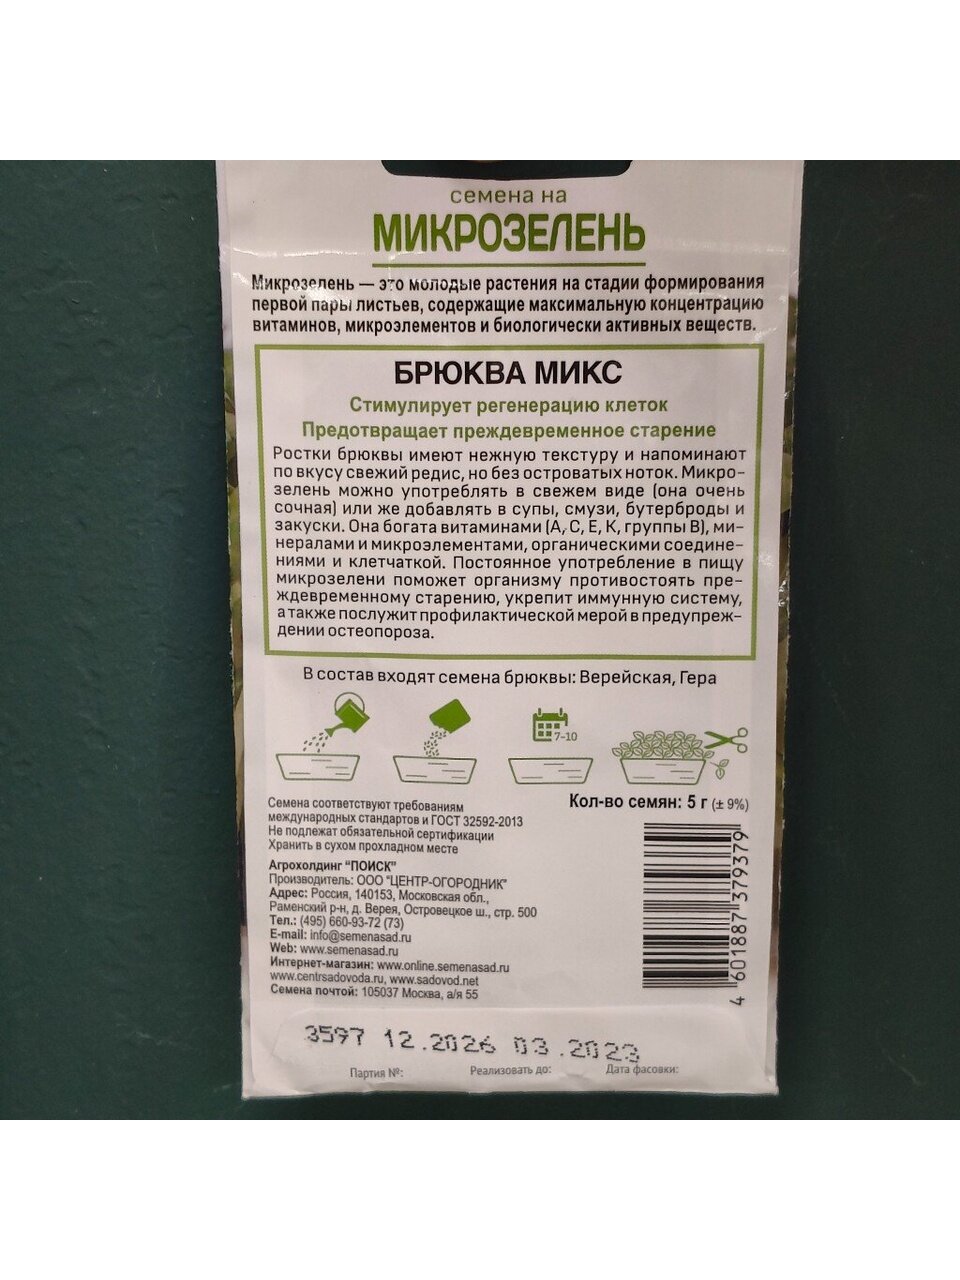 семена на
МИКРОЗЕЛЕНЬ
Микрозелень — это молодые растения на стадии формирования
первой пары листьев, содержащие максимальную концентрацию
витаминов, микроэлементов и биологически активных веществ.
БРЮКВА МИКС
Стимулирует регенерацию клеток
Предотвращает преждевременное старение
Ростки брюквы имеют нежную текстуру и напоминают
по вкусу свежий редис, но без островатых ноток. Микро-
зелень можно употреблять в свежем виде (она очень
сочная) или же добавлять в супы, смузи, бутерброды и
закуски. Она богата витаминами (А, С, Е, К, группы В), ми-
нералами и микроэлементами, органическими соедине-
ниями и клетчаткой. Постоянное употребление в пищу
микрозелени поможет организму противостоять пре-
ждевременному старению, укрепит иммунную систему,
а также послужит профилактической мерой в предупреж-
дении остеопороза.
В состав входят семена брюквы: Верейская, Гера
7-10
Кол-во семян: 5 г (± 9%)
Семена соответствуют требованиям
международных стандартов и ГОСТ 32592-2013
Не подлежат обязательной сертификации
Хранить в сухом прохладном месте
Агрохолдинг "ПОИСК"
Производитель: ООО "ЦЕНТР-ОГОРОДНИК"
Адрес: Россия, 140153, Московская обл.,
Раменский р-н, д. Верея, Островецкое ш., стр. 500
Тел.: (495) 660-93-72 (73)
E-mail: info@semenasad.ru
Web: www.semenasad.ru
Интернет-магазин: www.online.semenasad.ru
www.centrsadovoda.ru, www.sadovod.net
Семена почтой: 105037 Москва, а/я 55
4 601887 379379
3597 12.2026 03.2023
Партия №: Реализовать до: Дата фасовки: